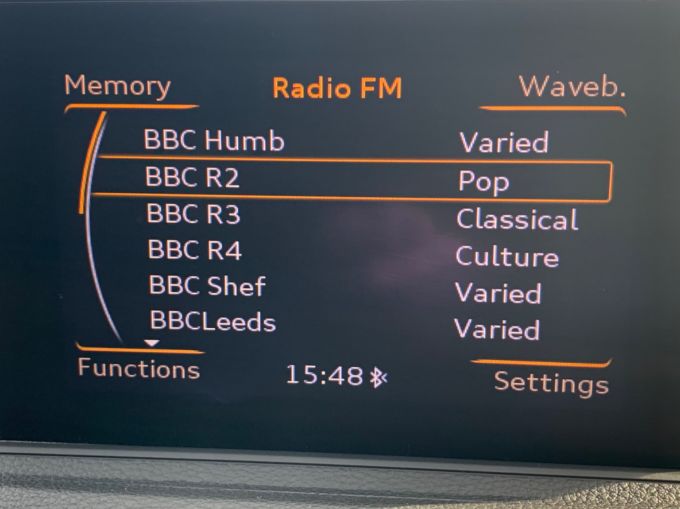 Memory Radio FM Waveb.
BBC Humb Varied
BBC R2 Pop
BBC R3 Classical
BBC R4 Culture
BBC Shef Varied
BBCLeeds Varied
Functions 15:48 Settings